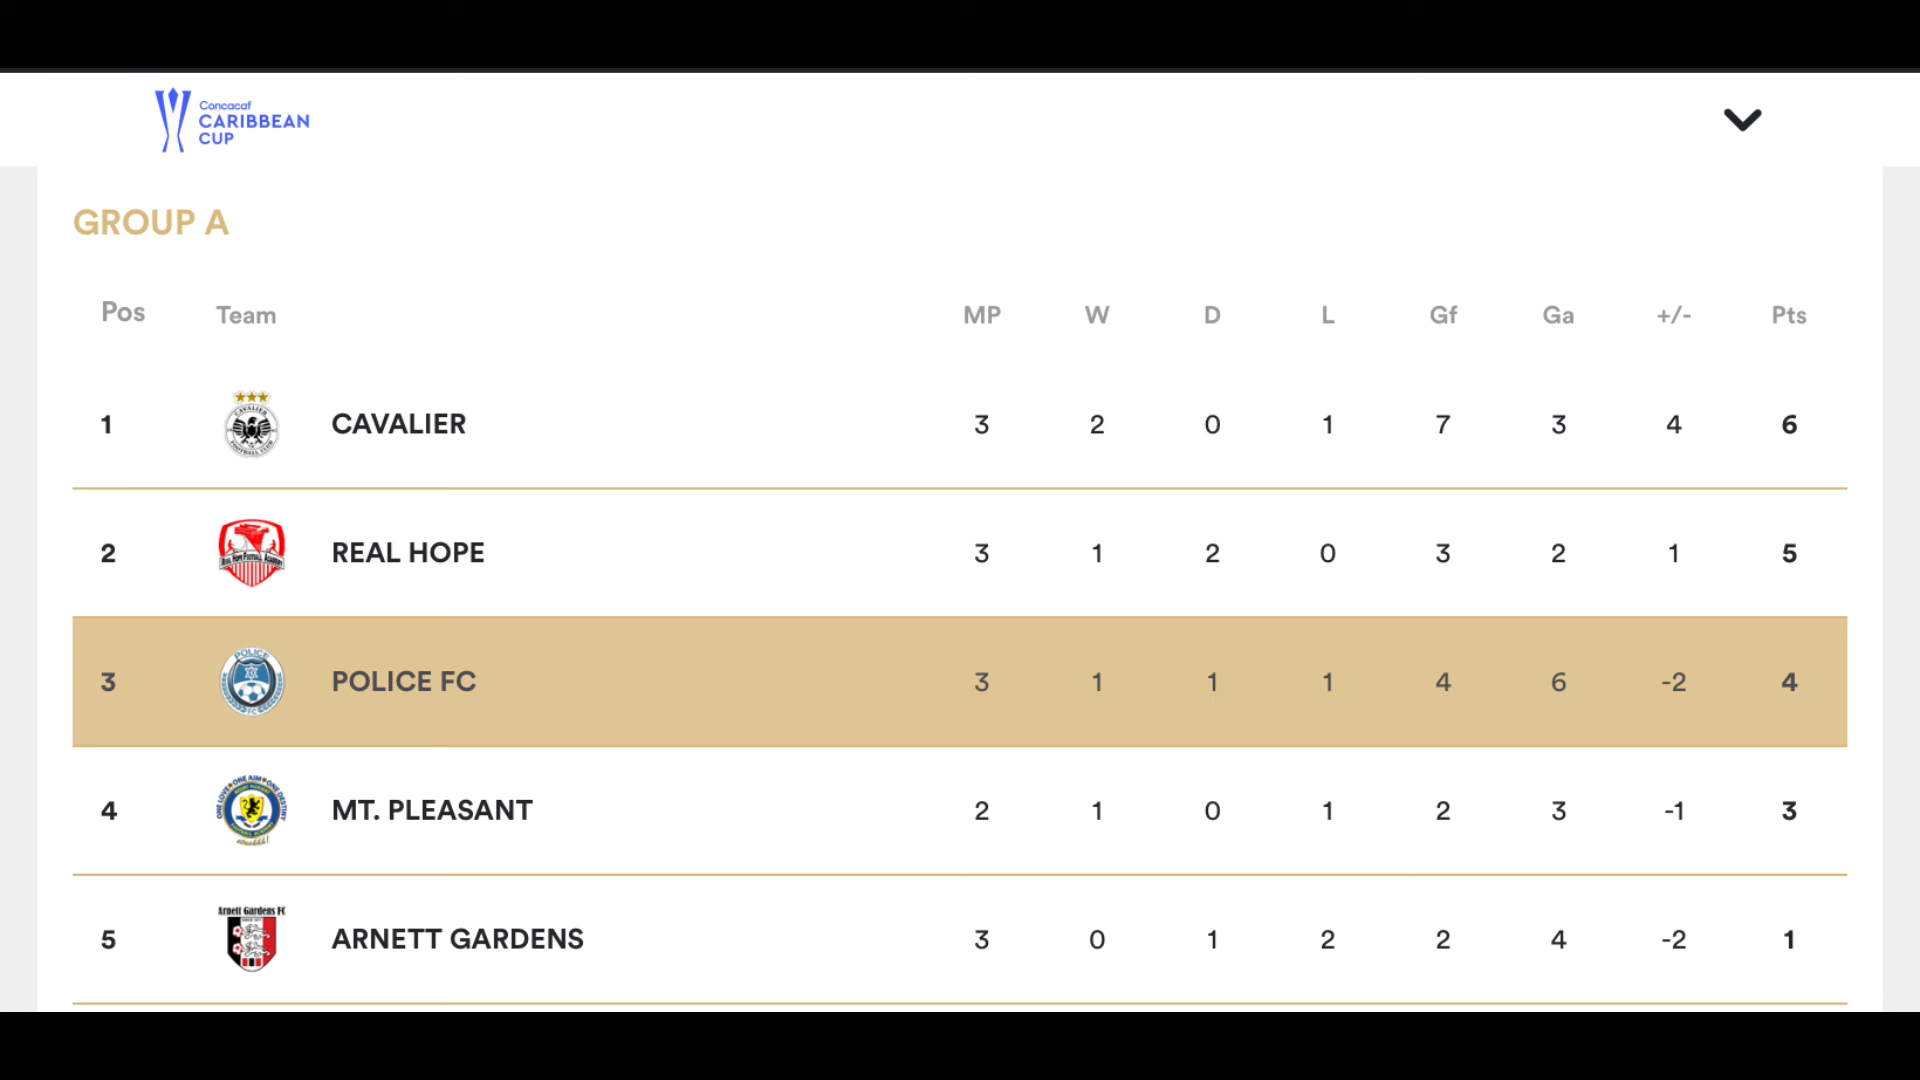 Concacaf
CARIBBEAN
CUP
GROUP A
Pos Team MP W D L Gf Ga +/- Pts
1 CAVALIER 3 2 0 1 7 3 4 6
2 REAL HOPE 3 1 2 0 3 2 1 5
3 POLICE FC 3 1 1 1 4 6 -2 4
4 MT. PLEASANT 2 1 0 1 2 3 -1 3
Arnett Gardens FC
5 ARNETT GARDENS 3 0 1 2 2 4 -2 1